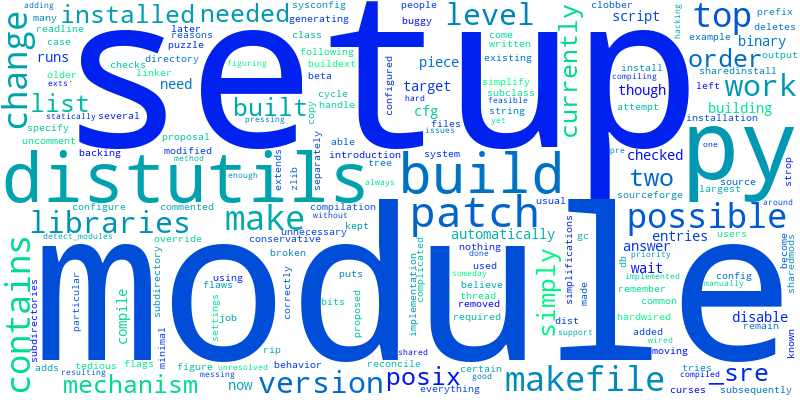 adding
many
installed
needed
sysconfig
generating
people
buggy
level
clobber
script
top
hacking
prefix
deletes
readline
later
reasons
puzzle
class
following
buildext
beta
come
written
existing
binary
example
output
case
runs
checks
directory
linker
older
exts'
figuring
order
sharedinstall
change
setup
currently
list
statically
several
need
built
pressing
cycle
handle
copy
configured
target
cfg
hard
piece
simplify
subclass
feasible
string
yet
files
issues
install
compiling
though
attempt
left
work
building
installation
specify
uncomment
proposal
modified
method
backing
able
introduction
tree
system
pre
checked
one
source
largest
py
strop
distutils
enough
extends
zlib
separately
always
build
usual
two
sourceforge
around
configure
commented
compilation
without
libraries
make
unnecessary
kept
patch
possible
detect_modules
override
conservative
broken
automatically
nothing
done
gc
entries
answer
users
db
priority
wait
become
sharedmods
contains
subdirectories
particular
compile
subdirectory
using
flaws
settings
job
correctly
puts
bits
proposed
implementation
complicated
used
someday
believe
thread
removed
required
simply
simplifications
made
dist
support
implemented
remember
common
hardwired
added
wired
moving
config
manually
disable
remain
known
module
adds
resulting
tedious
flags
minimal
figure
unresolved
messing
rip
behavior
reconcile
shared
certain
good
everything
tries
compiled
curses
subsequently
mechanism
now
version
posix
makefile
_sre